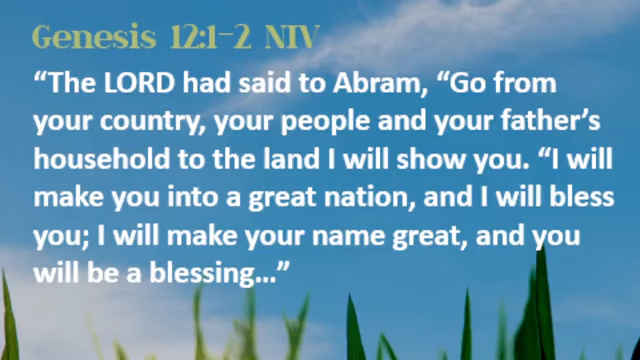 Genesis 12:1-2 NIV
“The LORD had said to Abram, “Go from
your country, your people and your father’s
household to the land I will show you. “I will
make you into a great nation, and I will bless
you; I will make your name great, and you
will be a blessing…”